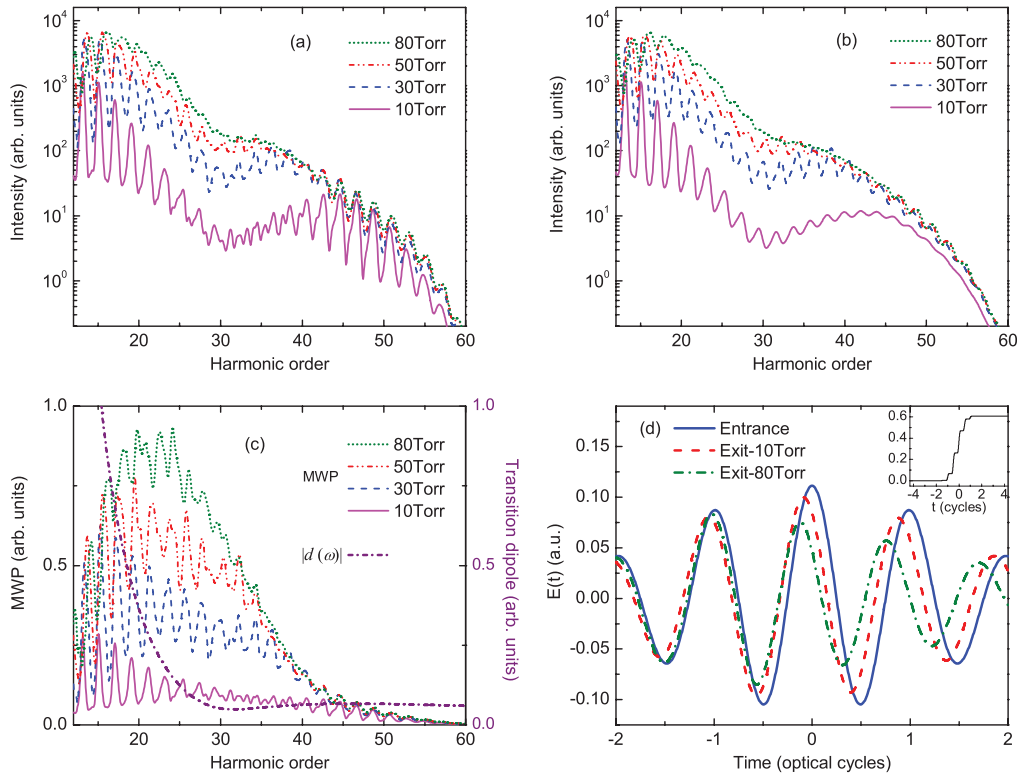 (a)
80Torr
50Torr
30Torr
10Torr
10^4
10^3
10^2
10^1
10^0
Intensity (arb. units)
20 30 40 50 60
Harmonic order
(b)
80Torr
50Torr
30Torr
10Torr
10^4
10^3
10^2
10^1
10^0
Intensity (arb. units)
20 30 40 50 60
Harmonic order
(c)
80Torr
50Torr
30Torr
10Torr
MWP
|d (ω)|
1.0
0.5
0.0
MWP (arb. units)
1.0
0.5
0.0
Transition dipole (arb. units)
20 30 40 50 60
Harmonic order
(d)
Entrance
Exit-10Torr
Exit-80Torr
0.6
0.4
0.2
0.0
-4 -2 0 2 4
t (cycles)
0.15
0.10
0.05
0.00
-0.05
-0.10
E(t) (a.u.)
-2 -1 0 1 2
Time (optical cycles)